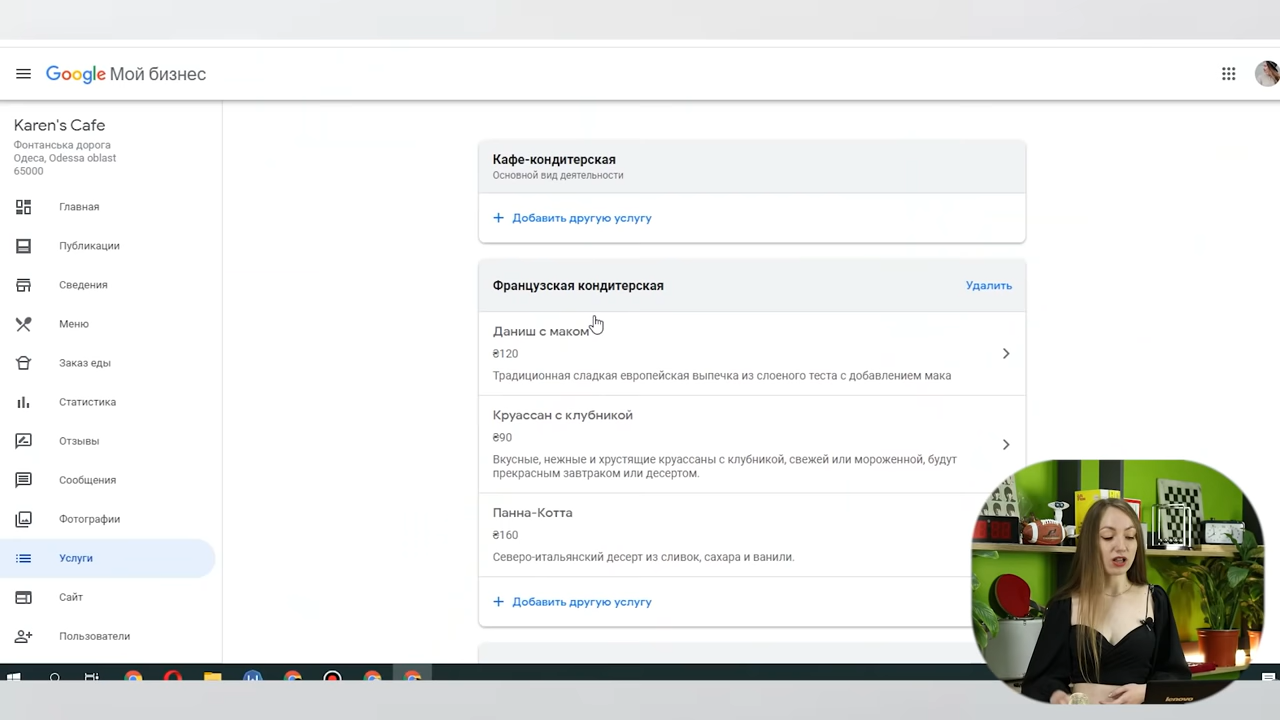 Google Мой бизнес
Karen's Cafe
Фонтанська дорога
Одеса, Odessa oblast
65000
Главная
Публикации
Сведения
Меню
Заказ еды
Статистика
Отзывы
Сообщения
Фотографии
Услуги
Сайт
Пользователи
Кафе-кондитерская
Основной вид деятельности
+ Добавить другую услугу
Французская кондитерская
Удалить
Даниш с маком
₴120
Традиционная сладкая европейская выпечка из слоеного теста с добавлением мака
Круассан с клубникой
₴90
Вкусные, нежные и хрустящие круассаны с клубникой, свежей или мороженной, будут
прекрасным завтраком или десертом.
Панна-Котта
₴160
Северо-итальянский десерт из сливок, сахара и ванили.
+ Добавить другую услугу